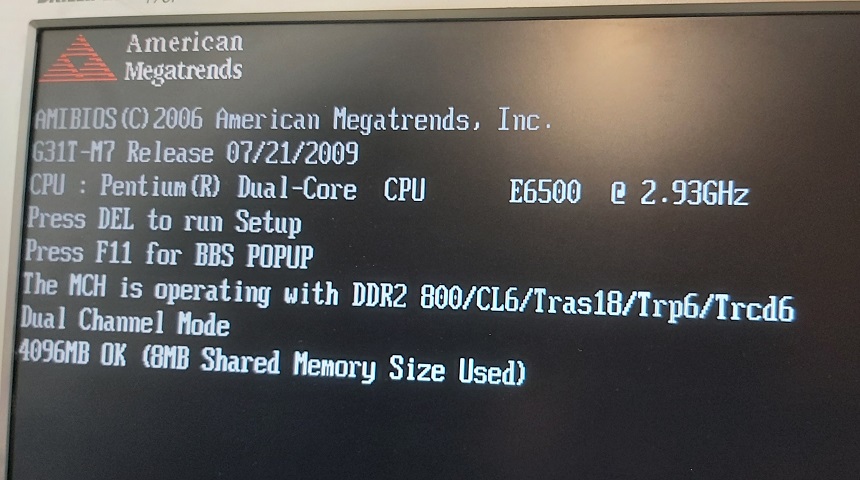 American
Megatrends
AMIBIOS(C)2006 American Megatrends, Inc.
G31T-M7 Release 07/21/2009
CPU : Pentium(R) Dual-Core CPU E6500 @ 2.93GHz
Press DEL to run Setup
Press F11 for BBS POPUP
The MCH is operating with DDR2 800/CL6/Tras18/Trp6/Trcd6
Dual Channel Mode
4096MB OK (8MB Shared Memory Size Used)